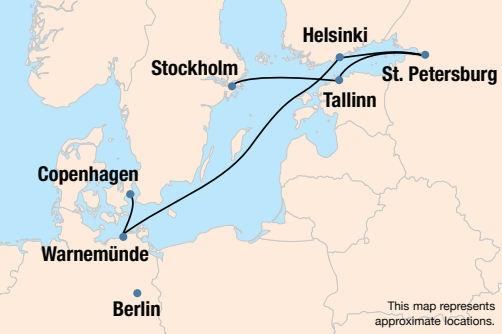 Helsinki
Stockholm
St. Petersburg
Tallinn
Copenhagen
Warnemünde
Berlin
This map represents
approximate locations.